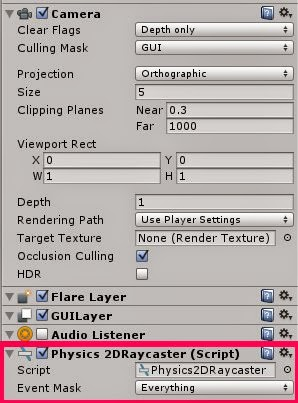 Camera
Clear Flags Depth only
Culling Mask GUI
Projection Orthographic
Size 5
Clipping Planes Near 0.3
Far 1000
Viewport Rect
X 0 Y 0
W 1 H 1
Depth 1
Rendering Path Use Player Settings
Target Texture None (Render Texture)
Occlusion Culling
HDR
Flare Layer
GUILayer
Audio Listener
Physics 2DRaycaster (Script)
Script Physics2DRaycaster
Event Mask Everything